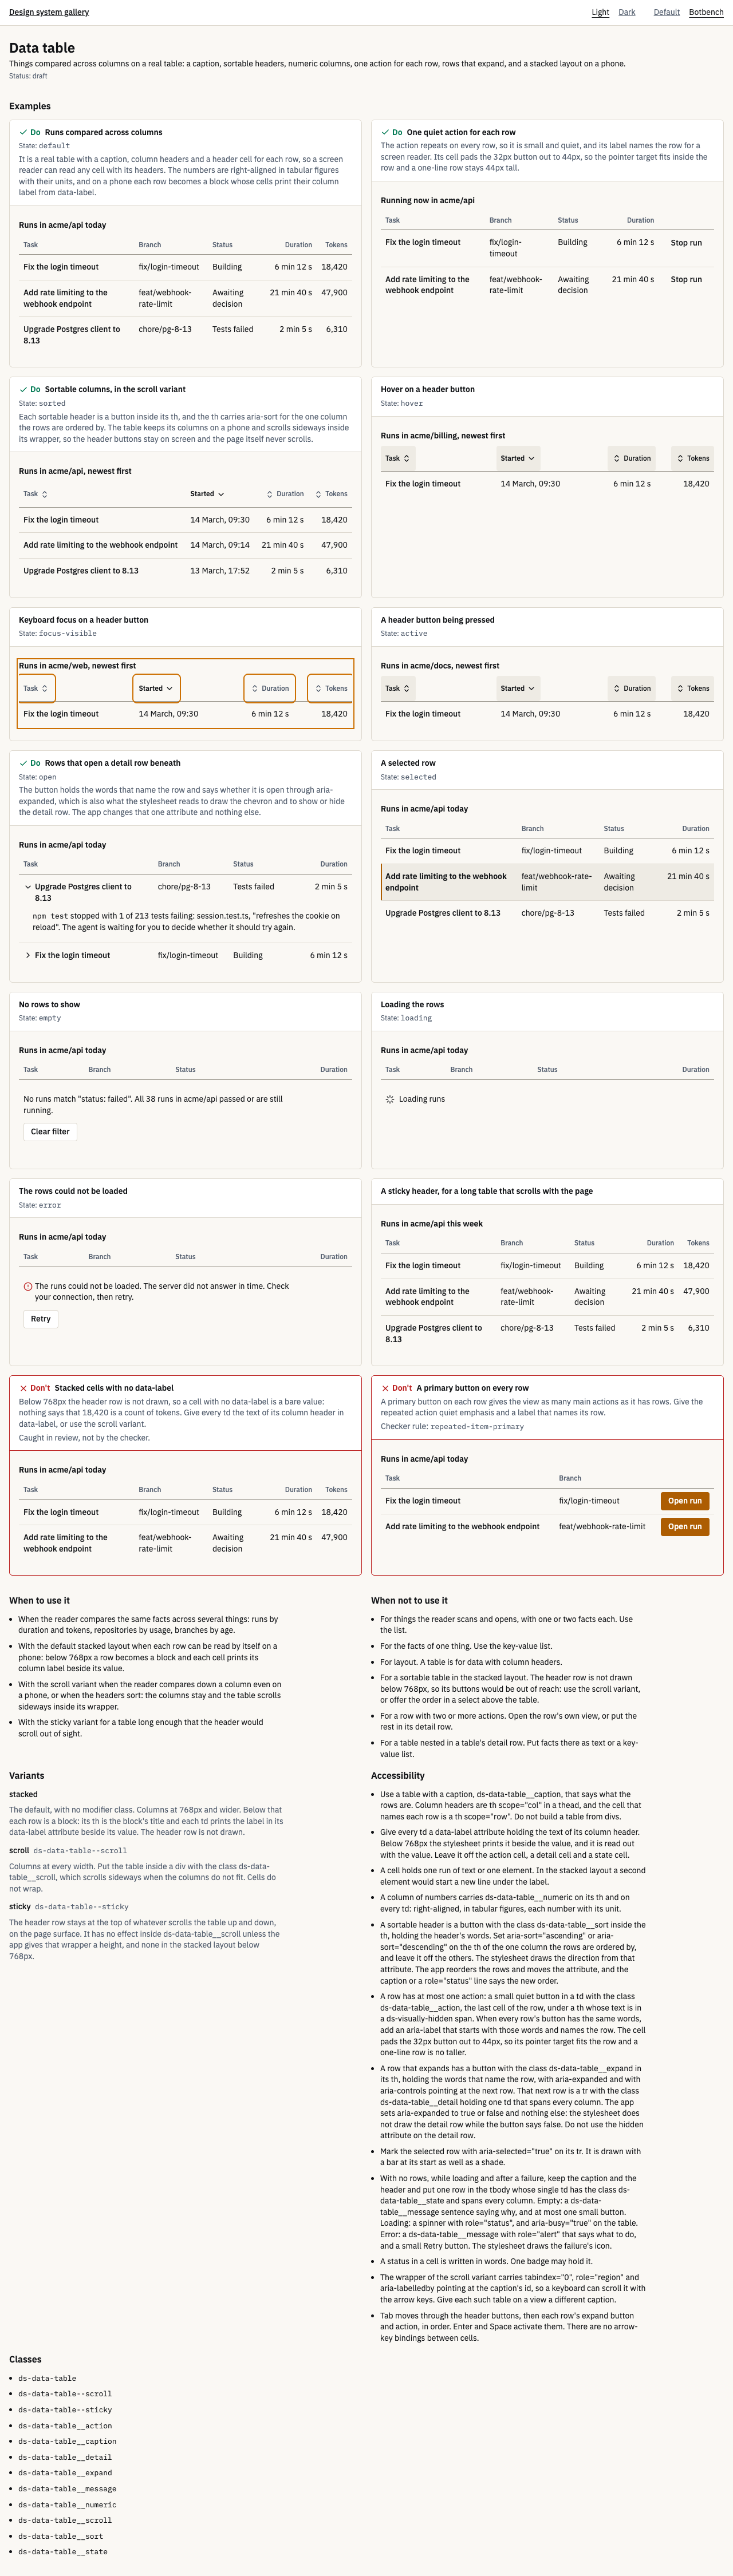 Design system gallery
Light Dark Default Botbench
Data table
Things compared across columns on a real table: a caption, sortable headers, numeric columns, one action for each row, rows that expand, and a stacked layout on a phone.
Status: draft
Examples
Do Runs compared across columns
State: default
It is a real table with a caption, column headers and a header cell for each row, so a screen
reader can read any cell with its headers. The numbers are right-aligned in tabular figures
with their units, and on a phone each row becomes a block whose cells print their column
label from data-label.
Runs in acme/api today
Task Branch Status Duration Tokens
Fix the login timeout fix/login-timeout Building 6 min 12 s 18,420
Add rate limiting to the feat/webhook- Awaiting 21 min 40 s 47,900
webhook endpoint rate-limit decision
Upgrade Postgres client to chore/pg-8-13 Tests failed 2 min 5 s 6,310
8.13
Do One quiet action for each row
The action repeats on every row, so it is small and quiet, and its label names the row for a
screen reader. Its cell pads the 32px button out to 44px, so the pointer target fits inside the
row and a one-line row stays 44px tall.
Running now in acme/api
Task Branch Status Duration
Fix the login timeout fix/login- Building 6 min 12 s Stop run
timeout
Add rate limiting to the feat/webhook- Awaiting 21 min 40 s Stop run
webhook endpoint rate-limit decision
Do Sortable columns, in the scroll variant
State: sorted
Each sortable header is a button inside its th, and the th carries aria-sort for the one column
the rows are ordered by. The table keeps its columns on a phone and scrolls sideways inside
its wrapper, so the header buttons stay on screen and the page itself never scrolls.
Runs in acme/api, newest first
Task Started Duration Tokens
Fix the login timeout 14 March, 09:30 6 min 12 s 18,420
Add rate limiting to the webhook endpoint 14 March, 09:14 21 min 40 s 47,900
Upgrade Postgres client to 8.13 13 March, 17:52 2 min 5 s 6,310
Hover on a header button
State: hover
Runs in acme/billing, newest first
Task Started Duration Tokens
Fix the login timeout 14 March, 09:30 6 min 12 s 18,420
Keyboard focus on a header button
State: focus-visible
Runs in acme/web, newest first
Task Started Duration Tokens
Fix the login timeout 14 March, 09:30 6 min 12 s 18,420
A header button being pressed
State: active
Runs in acme/docs, newest first
Task Started Duration Tokens
Fix the login timeout 14 March, 09:30 6 min 12 s 18,420
Do Rows that open a detail row beneath
State: open
The button holds the words that name the row and says whether it is open through aria-
expanded, which is also what the stylesheet reads to draw the chevron and to show or hide
the detail row. The app changes that one attribute and nothing else.
Runs in acme/api today
Task Branch Status Duration
Upgrade Postgres client to chore/pg-8-13 Tests failed 2 min 5 s
8.13
npm test stopped with 1 of 213 tests failing: session.test.ts, "refreshes the cookie on
reload". The agent is waiting for you to decide whether it should try again.
Fix the login timeout fix/login-timeout Building 6 min 12 s
A selected row
State: selected
Runs in acme/api today
Task Branch Status Duration
Fix the login timeout fix/login-timeout Building 6 min 12 s
Add rate limiting to the webhook feat/webhook-rate- Awaiting 21 min 40 s
endpoint limit decision
Upgrade Postgres client to 8.13 chore/pg-8-13 Tests failed 2 min 5 s
No rows to show
State: empty
Runs in acme/api today
Task Branch Status Duration
No runs match "status: failed". All 38 runs in acme/api passed or are still
running.
Clear filter
Loading the rows
State: loading
Runs in acme/api today
Task Branch Status Duration
Loading runs
The rows could not be loaded
State: error
Runs in acme/api today
Task Branch Status Duration
The runs could not be loaded. The server did not answer in time. Check
your connection, then retry.
Retry
A sticky header, for a long table that scrolls with the page
Runs in acme/api this week
Task Branch Status Duration Tokens
Fix the login timeout fix/login-timeout Building 6 min 12 s 18,420
Add rate limiting to the feat/webhook- Awaiting 21 min 40 s 47,900
webhook endpoint rate-limit decision
Upgrade Postgres client to chore/pg-8-13 Tests failed 2 min 5 s 6,310
8.13
Don't Stacked cells with no data-label
Below 768px the header row is not drawn, so a cell with no data-label is a bare value:
nothing says that 18,420 is a count of tokens. Give every td the text of its column header in
data-label, or use the scroll variant.
Caught in review, not by the checker.
Runs in acme/api today
Task Branch Status Duration Tokens
Fix the login timeout fix/login-timeout Building 6 min 12 s 18,420
Add rate limiting to the feat/webhook- Awaiting 21 min 40 s 47,900
webhook endpoint rate-limit decision
Don't A primary button on every row
A primary button on each row gives the view as many main actions as it has rows. Give the
repeated action quiet emphasis and a label that names its row.
Checker rule: repeated-item-primary
Runs in acme/api today
Task Branch
Fix the login timeout fix/login-timeout Open run
Add rate limiting to the webhook endpoint feat/webhook-rate-limit Open run
When to use it
When the reader compares the same facts across several things: runs by
duration and tokens, repositories by usage, branches by age.
With the default stacked layout when each row can be read by itself on a
phone: below 768px a row becomes a block and each cell prints its
column label beside its value.
With the scroll variant when the reader compares down a column even on
a phone, or when the headers sort: the columns stay and the table scrolls
sideways inside its wrapper.
With the sticky variant for a table long enough that the header would
scroll out of sight.
When not to use it
For things the reader scans and opens, with one or two facts each. Use
the list.
For the facts of one thing. Use the key-value list.
For layout. A table is for data with column headers.
For a sortable table in the stacked layout. The header row is not drawn
below 768px, so its buttons would be out of reach: use the scroll variant,
or offer the order in a select above the table.
For a row with two or more actions. Open the row's own view, or put the
rest in its detail row.
For a table nested in a table's detail row. Put facts there as text or a key-
value list.
Variants
stacked
The default, with no modifier class. Columns at 768px and wider. Below that
each row is a block: its th is the block's title and each td prints the label in its
data-label attribute beside its value. The header row is not drawn.
scroll ds-data-table--scroll
Columns at every width. Put the table inside a div with the class ds-data-
table__scroll, which scrolls sideways when the columns do not fit. Cells do
not wrap.
sticky ds-data-table--sticky
The header row stays at the top of whatever scrolls the table up and down,
on the page surface. It has no effect inside ds-data-table__scroll unless the
app gives that wrapper a height, and none in the stacked layout below
768px.
Accessibility
Use a table with a caption, ds-data-table__caption, that says what the
rows are. Column headers are th scope="col" in a thead, and the cell that
names each row is a th scope="row". Do not build a table from divs.
Give every td a data-label attribute holding the text of its column header.
Below 768px the stylesheet prints it beside the value, and it is read out
with the value. Leave it off the action cell, a detail cell and a state cell.
A cell holds one run of text or one element. In the stacked layout a second
element would start a new line under the label.
A column of numbers carries ds-data-table__numeric on its th and on
every td: right-aligned, in tabular figures, each number with its unit.
A sortable header is a button with the class ds-data-table__sort inside the
th, holding the header's words. Set aria-sort="ascending" or aria-
sort="descending" on the th of the one column the rows are ordered by,
and leave it off the others. The stylesheet draws the direction from that
attribute. The app reorders the rows and moves the attribute, and the
caption or a role="status" line says the new order.
A row has at most one action: a small quiet button in a td with the class
ds-data-table__action, the last cell of the row, under a th whose text is in
a ds-visually-hidden span. When every row's button has the same words,
add an aria-label that starts with those words and names the row. The cell
pads the 32px button out to 44px, so its pointer target fits the row and a
one-line row is no taller.
A row that expands has a button with the class ds-data-table__expand in
its th, holding the words that name the row, with aria-expanded and with
aria-controls pointing at the next row. That next row is a tr with the class
ds-data-table__detail holding one td that spans every column. The app
sets aria-expanded to true or false and nothing else: the stylesheet does
not draw the detail row while the button says false. Do not use the hidden
attribute on the detail row.
Mark the selected row with aria-selected="true" on its tr. It is drawn with
a bar at its start as well as a shade.
With no rows, while loading and after a failure, keep the caption and the
header and put one row in the tbody whose single td has the class ds-
data-table__state and spans every column. Empty: a ds-data-
table__message sentence saying why, and at most one small button.
Loading: a spinner with role="status", and aria-busy="true" on the table.
Error: a ds-data-table__message with role="alert" that says what to do,
and a small Retry button. The stylesheet draws the failure's icon.
A status in a cell is written in words. One badge may hold it.
The wrapper of the scroll variant carries tabindex="0", role="region" and
aria-labelledby pointing at the caption's id, so a keyboard can scroll it with
the arrow keys. Give each such table on a view a different caption.
Tab moves through the header buttons, then each row's expand button
and action, in order. Enter and Space activate them. There are no arrow-
key bindings between cells.
Classes
ds-data-table
ds-data-table--scroll
ds-data-table--sticky
ds-data-table__action
ds-data-table__caption
ds-data-table__detail
ds-data-table__expand
ds-data-table__message
ds-data-table__numeric
ds-data-table__scroll
ds-data-table__sort
ds-data-table__state